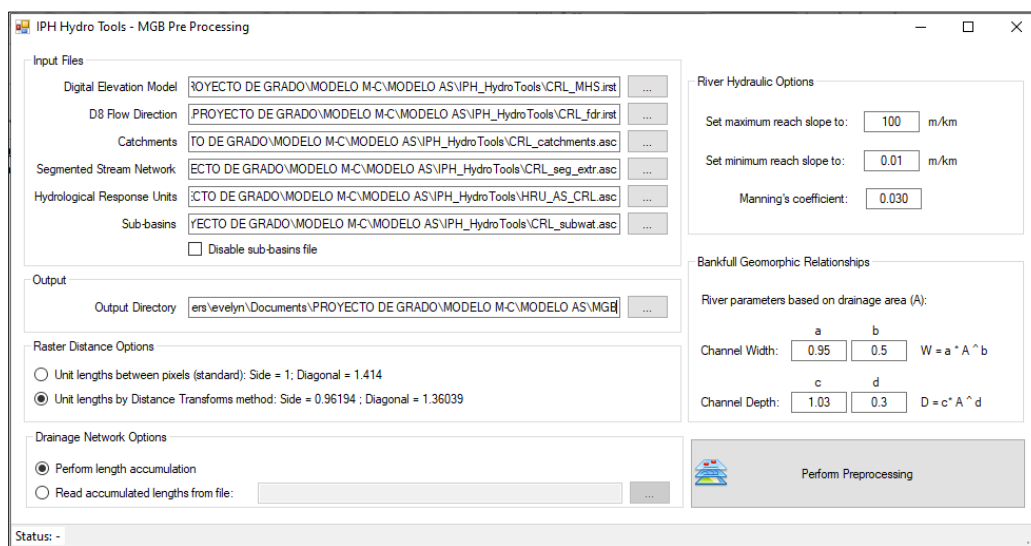 IPH Hydro Tools - MGB Pre Processing
Input Files
Digital Elevation Model ROYECTO DE GRADO\MODELO M-C\MODELO AS\IPH_HydroTools\CRL_MHS.irst ...
D8 Flow Direction .PROYECTO DE GRADO\MODELO M-C\MODELO AS\IPH_HydroTools\CRL_fdr.irst ...
Catchments TO DE GRADO\MODELO M-C\MODELO AS\IPH_HydroTools\CRL_catchments.asc ...
Segmented Stream Network ECTO DE GRADO\MODELO M-C\MODELO AS\IPH_HydroTools\CRL_seg_extr.asc ...
Hydrological Response Units ECTO DE GRADO\MODELO M-C\MODELO AS\IPH_HydroTools\HRU_AS_CRL.asc ...
Sub-basins YECTO DE GRADO\MODELO M-C\MODELO AS\IPH_HydroTools\CRL_subwat.asc ...
Disable sub-basins file
Output
Output Directory ers\evelyn\Documents\PROYECTO DE GRADO\MODELO M-C\MODELO AS\MGB ...
Raster Distance Options
Unit lengths between pixels (standard): Side = 1; Diagonal = 1.414
Unit lengths by Distance Transforms method: Side = 0.96194 ; Diagonal = 1.36039
Drainage Network Options
Perform length accumulation
Read accumulated lengths from file: ...
River Hydraulic Options
Set maximum reach slope to: 100 m/km
Set minimum reach slope to: 0.01 m/km
Manning's coefficient: 0.030
Bankfull Geomorphic Relationships
River parameters based on drainage area (A):
a b
Channel Width: 0.95 0.5 W = a * A ^ b
c d
Channel Depth: 1.03 0.3 D = c* A ^ d
Perform Preprocessing
Status: -